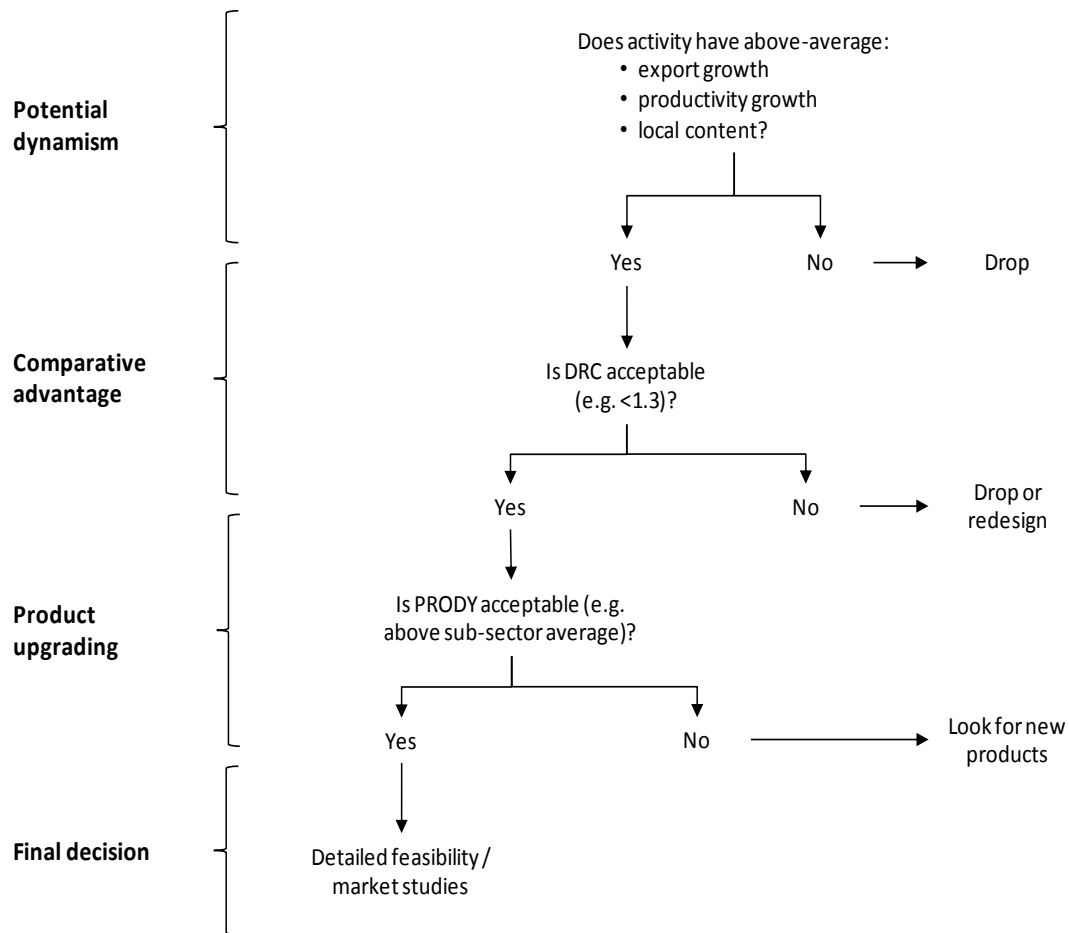 Does activity have above-average:
• export growth
• productivity growth
• local content?
Potential
dynamism
Yes
No
Drop
Comparative
advantage
Is DRC acceptable
(e.g. <1.3)?
Yes
No
Drop or
redesign
Product
upgrading
Is PRODY acceptable (e.g.
above sub-sector average)?
Yes
No
Look for new
products
Final decision
Detailed feasibility /
market studies